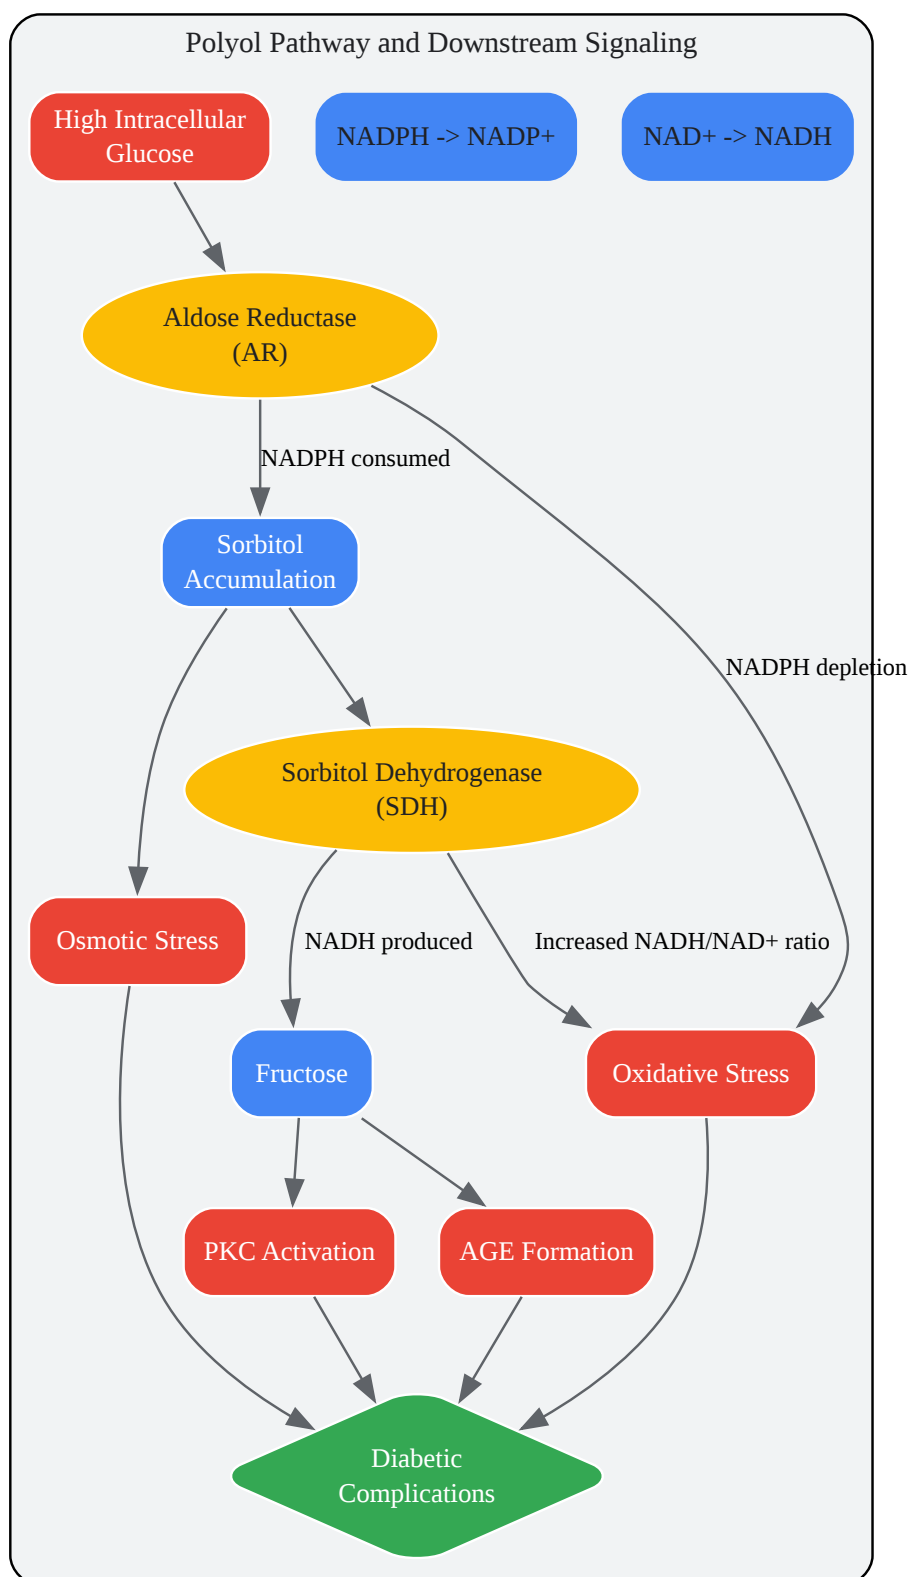 Polyol Pathway and Downstream Signaling
High Intracellular
Glucose
NADPH -> NADP+
NAD+ -> NADH
Aldose Reductase
(AR)
NADPH consumed
Sorbitol
Accumulation
NADPH depletion
Sorbitol Dehydrogenase
(SDH)
Osmotic Stress
NADH produced
Increased NADH/NAD+ ratio
Fructose
Oxidative Stress
PKC Activation
AGE Formation
Diabetic
Complications